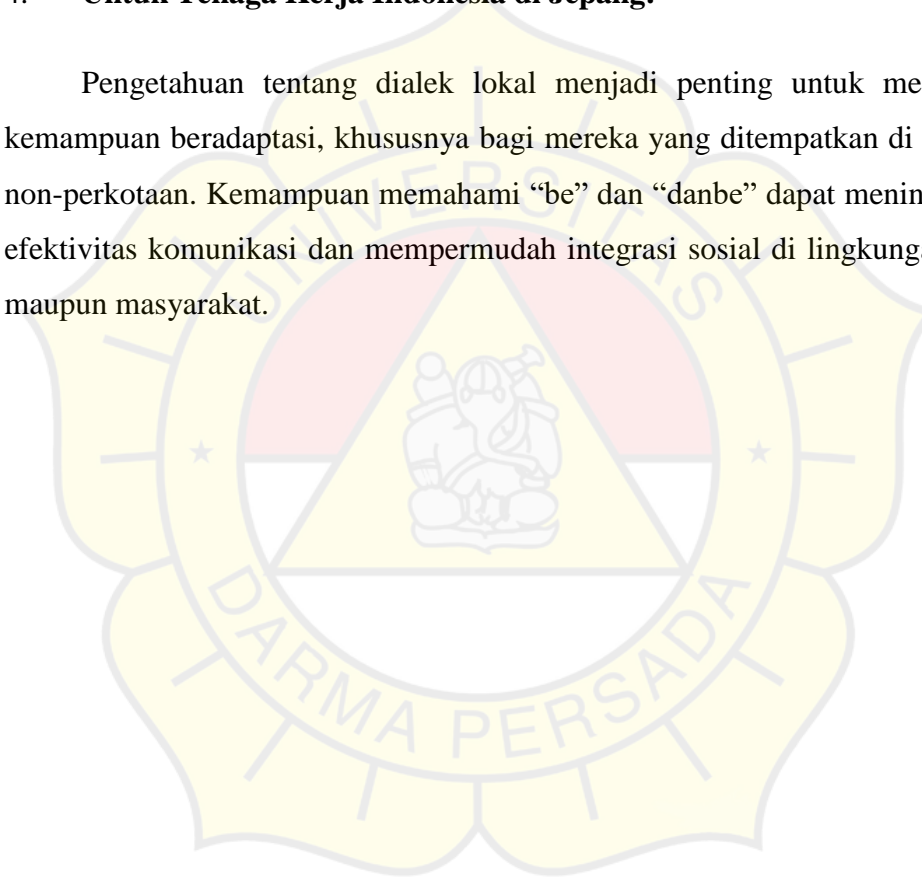 4. Untuk Tenaga Kerja Indonesia di Jepang:
Pengetahuan tentang dialek lokal menjadi penting untuk me
kemampuan beradaptasi, khususnya bagi mereka yang ditempatkan di
non-perkotaan. Kemampuan memahami “be” dan “danbe” dapat menin
efektivitas komunikasi dan mempermudah integrasi sosial di lingkung
maupun masyarakat.
UNIVERSITAS
DARMA PERSADA